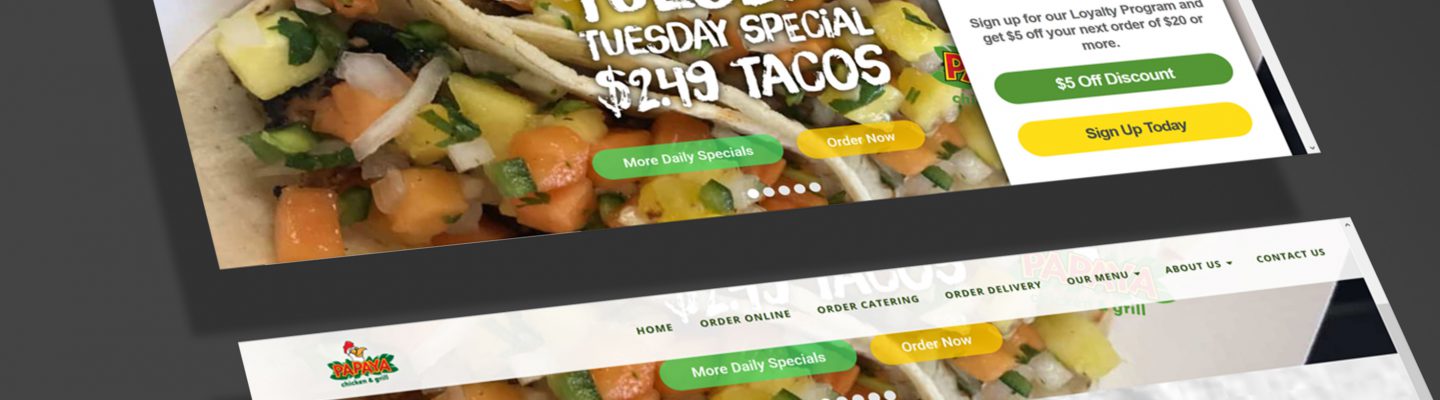 TUESDAY SPECIAL
$2.49 TACOS
More Daily Specials
Order Now
Sign up for our Loyalty Program and
get $5 off your next order of $20 or
more.
$5 Off Discount
Sign Up Today
PAPAYA
chicken & grill
HOME
ORDER ONLINE
ORDER CATERING
ORDER DELIVERY
OUR MENU
ABOUT US
CONTACT US
$2.49 TACOS
PAPAYA
grill
More Daily Specials
Order Now